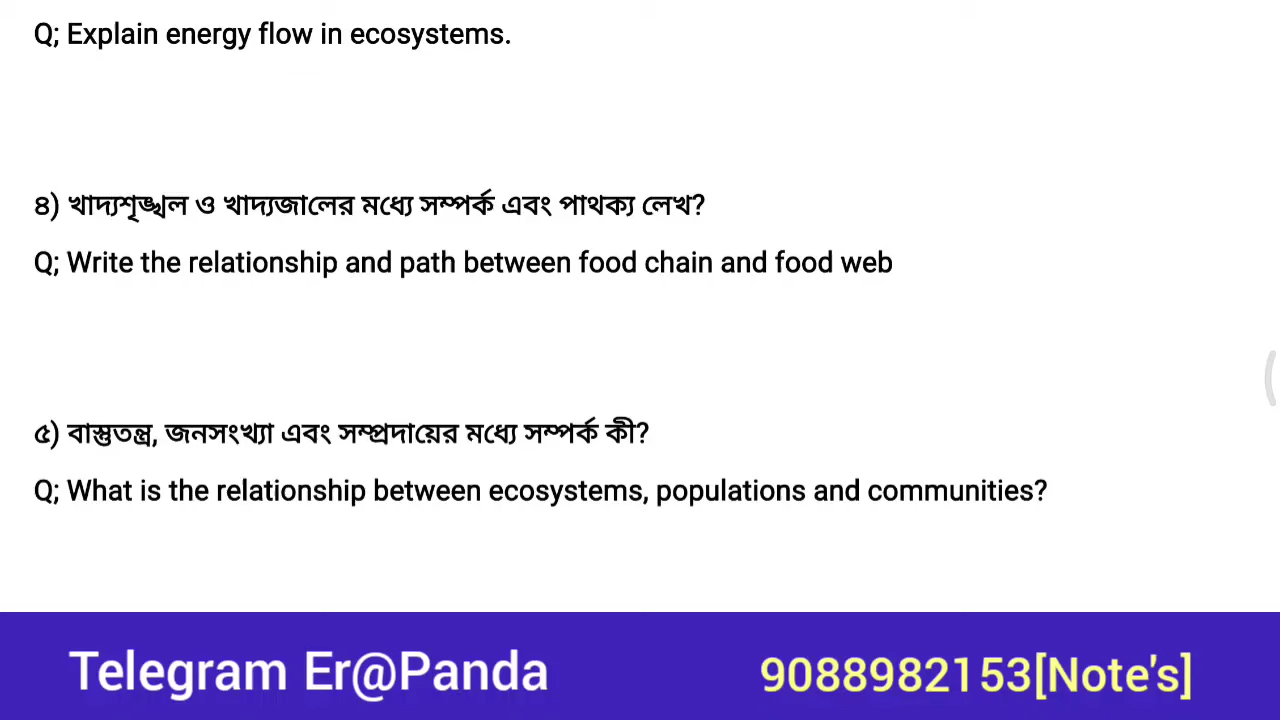 Q; Explain energy flow in ecosystems.
৪) খাদ্যশৃঙ্খল ও খাদ্যজালের মধ্যে সম্পর্ক এবং পাথক্য লেখ?
Q; Write the relationship and path between food chain and food web
৫) বাস্তুতন্ত্র, জনসংখ্যা এবং সম্প্রদায়ের মধ্যে সম্পর্ক কী?
Q; What is the relationship between ecosystems, populations and communities?
Telegram Er@Panda
9088982153[Note's]